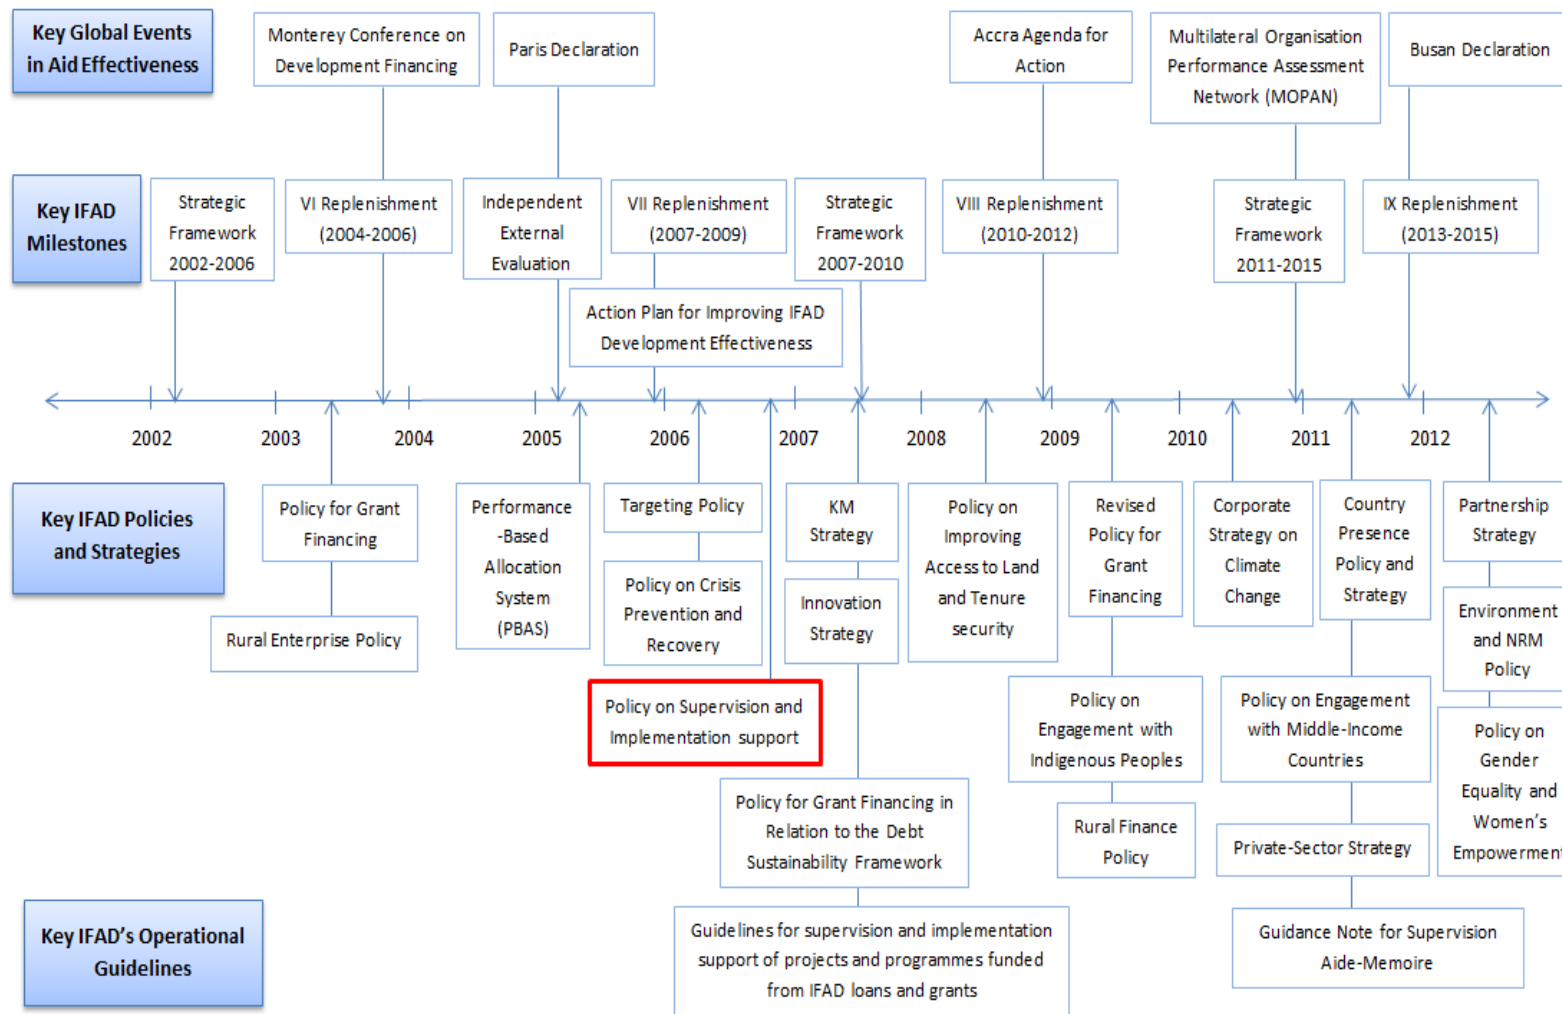 Key Global Events
in Aid Effectiveness
Monterey Conference on
Development Financing
Paris Declaration
Accra Agenda for
Action
Multilateral Organisation
Performance Assessment
Network (MOPAN)
Busan Declaration
Key IFAD
Milestones
Strategic
Framework
2002-2006
VI Replenishment
(2004-2006)
Independent
External
Evaluation
VII Replenishment
(2007-2009)
Strategic
Framework
2007-2010
VIII Replenishment
(2010-2012)
Strategic
Framework
2011-2015
IX Replenishment
(2013-2015)
Action Plan for Improving IFAD
Development Effectiveness
2002
2003
2004
2005
2006
2007
2008
2009
2010
2011
2012
Key IFAD Policies
and Strategies
Policy for Grant
Financing
Rural Enterprise Policy
Performance
-Based
Allocation
System
(PBAS)
Targeting Policy
Policy on Crisis
Prevention and
Recovery
Policy on Supervision and
Implementation support
KM
Strategy
Innovation
Strategy
Policy for Grant Financing in
Relation to the Debt
Sustainability Framework
Policy on
Improving
Access to Land
and Tenure
security
Revised
Policy for
Grant
Financing
Policy on
Engagement with
Indigenous Peoples
Rural Finance
Policy
Corporate
Strategy on
Climate
Change
Country
Presence
Policy and
Strategy
Policy on Engagement
with Middle-Income
Countries
Private-Sector Strategy
Partnership
Strategy
Environment
and NRM
Policy
Policy on
Gender
Equality and
Women's
Empowerment
Key IFAD's Operational
Guidelines
Guidelines for supervision and implementation
support of projects and programmes funded
from IFAD loans and grants
Guidance Note for Supervision
Aide-Memoire